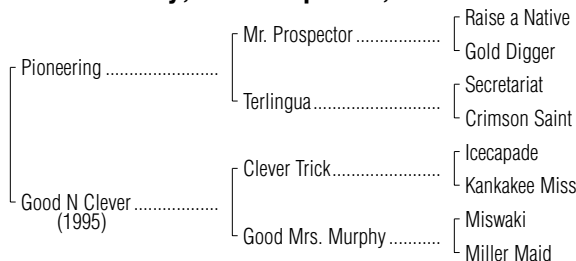 Raise a Native
Mr. Prospector ...................
Gold Digger
Pioneering .........................
Secretariat
Terlingua..........................
Crimson Saint
Icecapade
Clever Trick........................
Kankakee Miss
Good N Clever ...................
(1995)
Miswaki
Good Mrs. Murphy ...........
Miller Maid